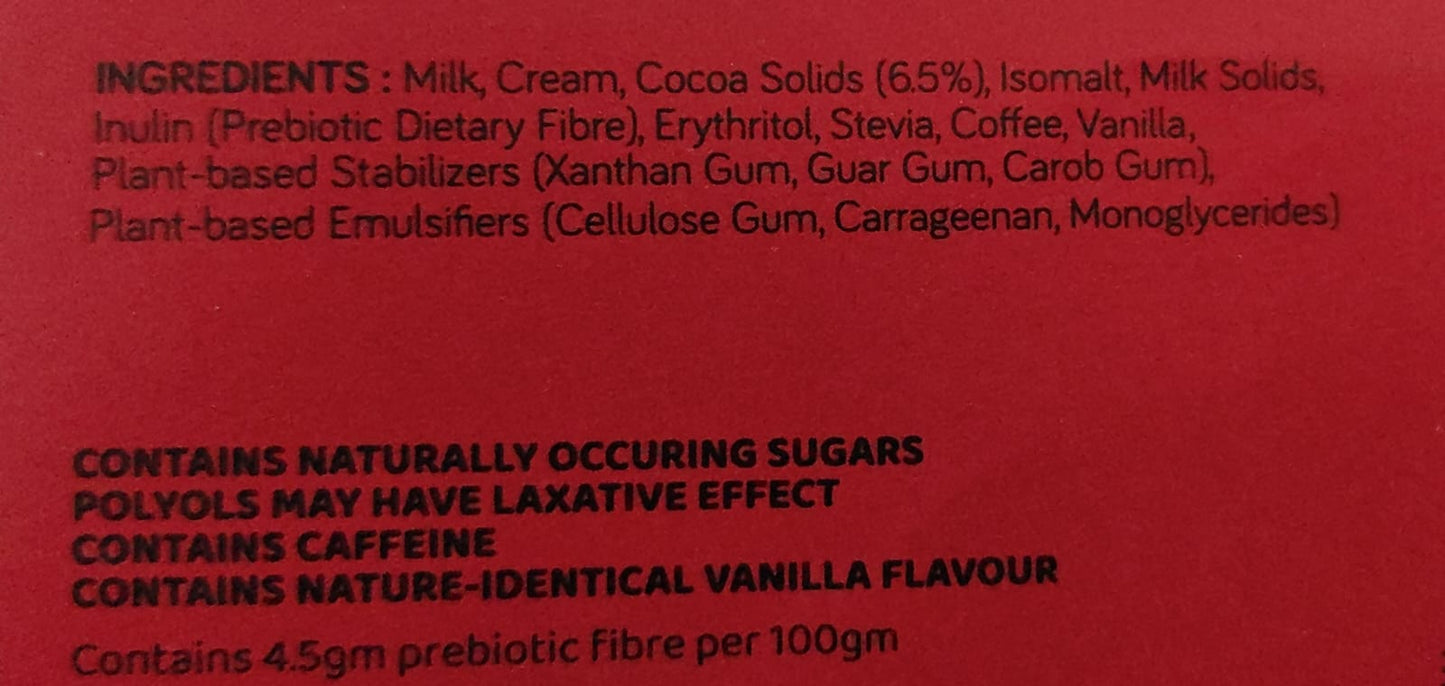 INGREDIENTS : Milk, Cream, Cocoa Solids (6.5%), Isomalt, Milk Solids,
Inulin (Prebiotic Dietary Fibre), Erythritol, Stevia, Coffee, Vanilla,
Plant-based Stabilizers (Xanthan Gum, Guar Gum, Carob Gum),
Plant-based Emulsifiers (Cellulose Gum, Carrageenan, Monoglycerides)
CONTAINS NATURALLY OCCURING SUGARS
POLYOLS MAY HAVE LAXATIVE EFFECT
CONTAINS CAFFEINE
CONTAINS NATURE-IDENTICAL VANILLA FLAVOUR
Contains 4.5gm prebiotic fibre per 100gm